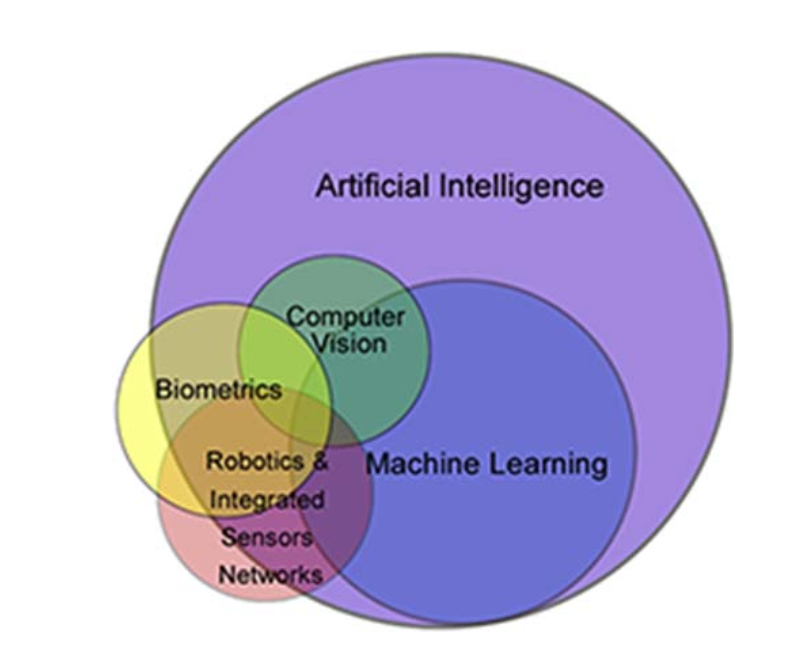 Artificial Intelligence
Computer
Vision
Biometrics
Robotics &
Integrated
Sensors
Networks
Machine Learning